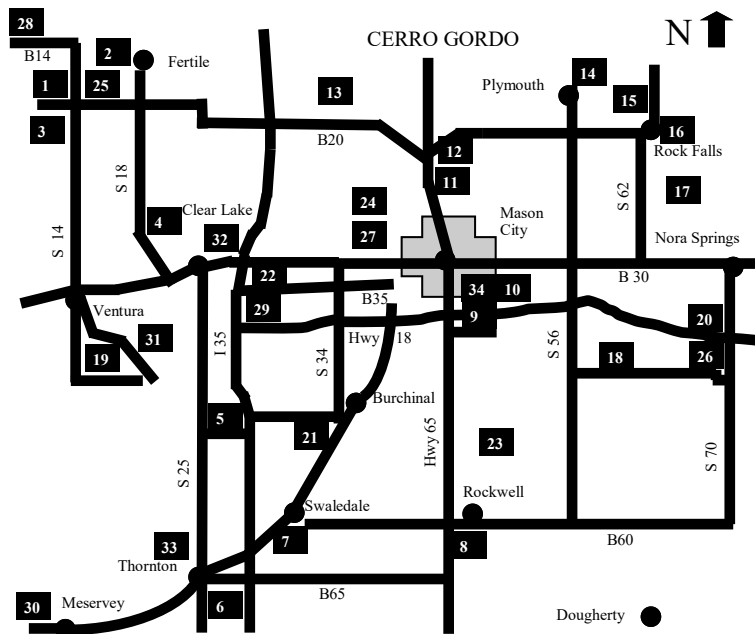 28
B14
2
Fertile
CERRO GORDO
N
1
25
13
Plymouth
14
15
3
B20
12
16
Rock Falls
S 18
11
S 62
17
Clear Lake
24
Mason
City
4
32
27
Nora Springs
S 14
22
B35
34
10
B 30
Ventura
29
9
20
Hwy 18
19
31
I 35
S 34
S 56
18
26
Burchinal
5
21
Hwy 65
23
S 70
S 25
Rockwell
Swaledale
33
7
8
B60
Thornton
30
Meservey
6
B65
Dougherty